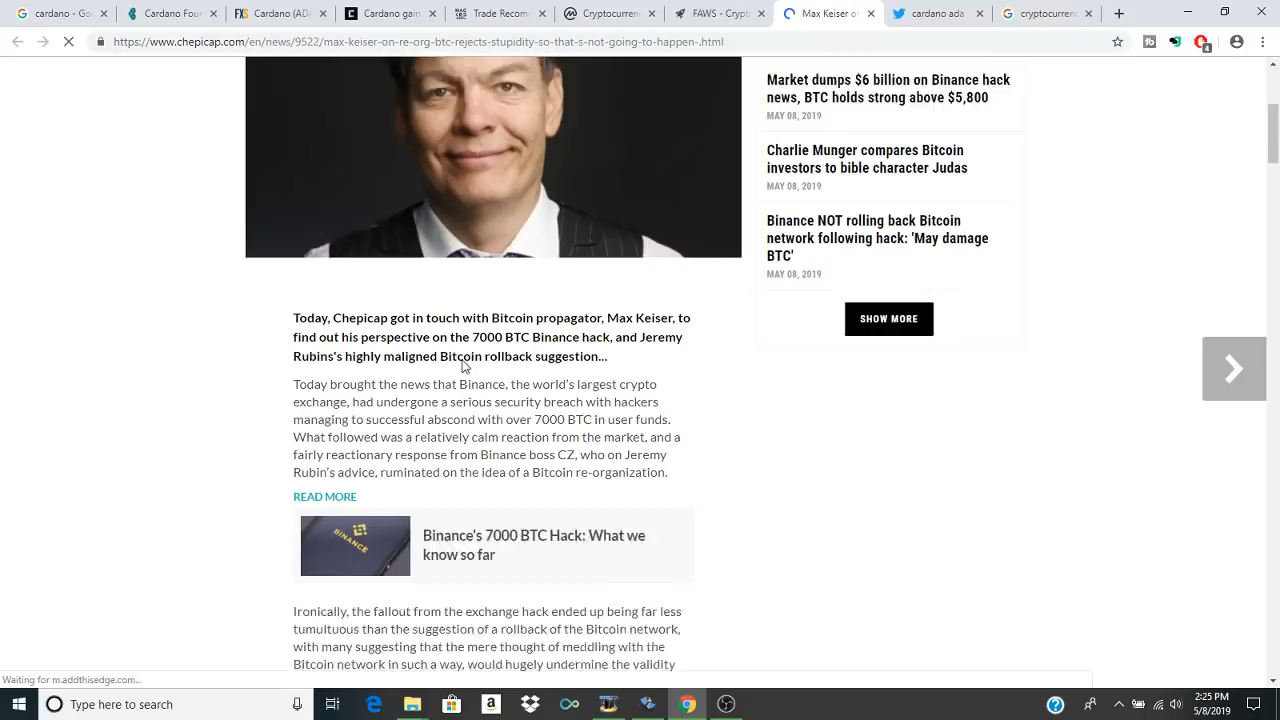 cardano - Go
Cardano Foun
Cardano (ADA
Cardano gain
Trade Recomm
Cryptocurrenc
FAWS - Crypto
Max Keiser on
cardano ada
cryptocurrenc
https://www.chepicap.com/en/news/9522/max-keiser-on-re-org-btc-rejects-stupidity-so-that-s-not-going-to-happen-.html
Market dumps $6 billion on Binance hack
news, BTC holds strong above $5,800
MAY 08, 2019
Charlie Munger compares Bitcoin
investors to bible character Judas
MAY 08, 2019
Binance NOT rolling back Bitcoin
network following hack: 'May damage
BTC'
MAY 08, 2019
SHOW MORE
Today, Chepicap got in touch with Bitcoin propagator, Max Keiser, to
find out his perspective on the 7000 BTC Binance hack, and Jeremy
Rubins's highly maligned Bitcoin rollback suggestion...
Today brought the news that Binance, the world's largest crypto
exchange, had undergone a serious security breach with hackers
managing to successful abscond with over 7000 BTC in user funds.
What followed was a relatively calm reaction from the market, and a
fairly reactionary response from Binance boss CZ, who on Jeremy
Rubin's advice, ruminated on the idea of a Bitcoin re-organization.
READ MORE
BINANCE
Binance's 7000 BTC Hack: What we
know so far
Ironically, the fallout from the exchange hack ended up being far less
tumultuous than the suggestion of a rollback of the Bitcoin network,
with many suggesting that the mere thought of meddling with the
Bitcoin network in such a way, would hugely undermine the validity
Waiting for m.addthisedge.com...
Type here to search
2:25 PM
5/8/2019